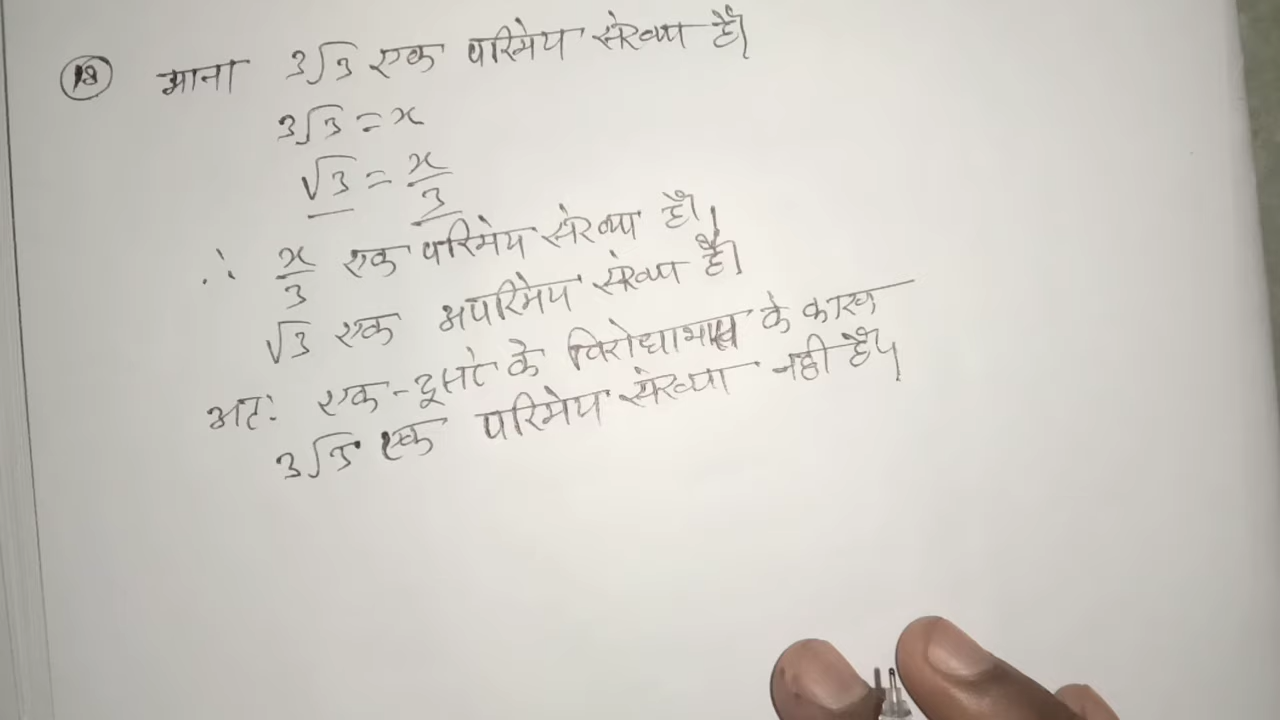 18 माना 3√3 एक परिमेय संख्या है।
3√3 = x
√3 = x/3
∴ x/3 एक परिमेय संख्या है।
√3 एक अपरिमेय संख्या है।
अतः एक-दूसरे के विरोधाभाष के कारण
3√3 एक परिमेय संख्या नही है।